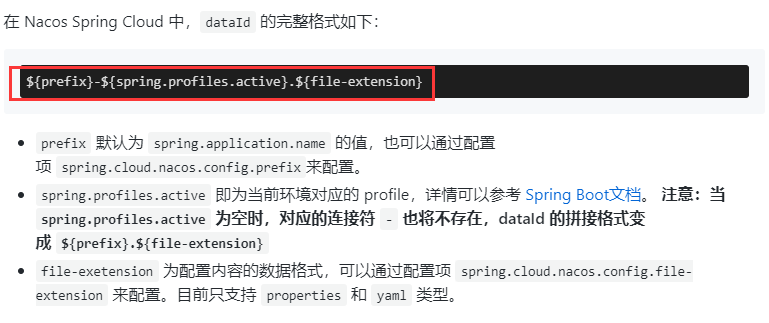 在 Nacos Spring Cloud 中，dataId 的完整格式如下：
${prefix}-${spring.profiles.active}.${file-extension}
• prefix 默认为 spring.application.name 的值，也可以通过配置
项 spring.cloud.nacos.config.prefix来配置。
• spring.profiles.active 即为当前环境对应的 profile，详情可以参考 Spring Boot文档。 注意：当
spring.profiles.active 为空时，对应的连接符 - 也将不存在，dataId 的拼接格式变
成 ${prefix}.${file-extension}
• file-exetension 为配置内容的数据格式，可以通过配置项 spring.cloud.nacos.config.file-
extension 来配置。目前只支持 properties 和 yaml 类型。